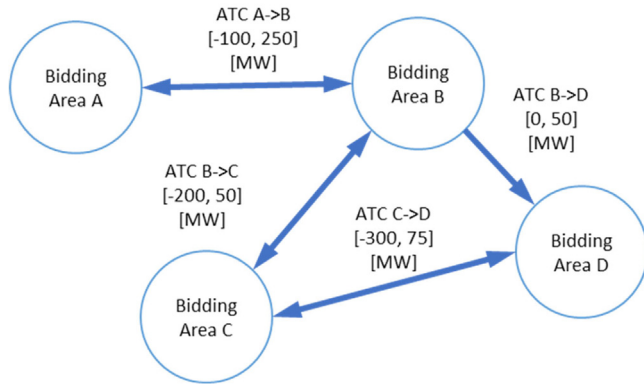 ATC A->B
[-100, 250]
[MW]
Bidding
Area A
Bidding
Area B
ATC B->D
[0, 50]
[MW]
ATC B->C
[-200, 50]
[MW]
ATC C->D
[-300, 75]
[MW]
Bidding
Area D
Bidding
Area C